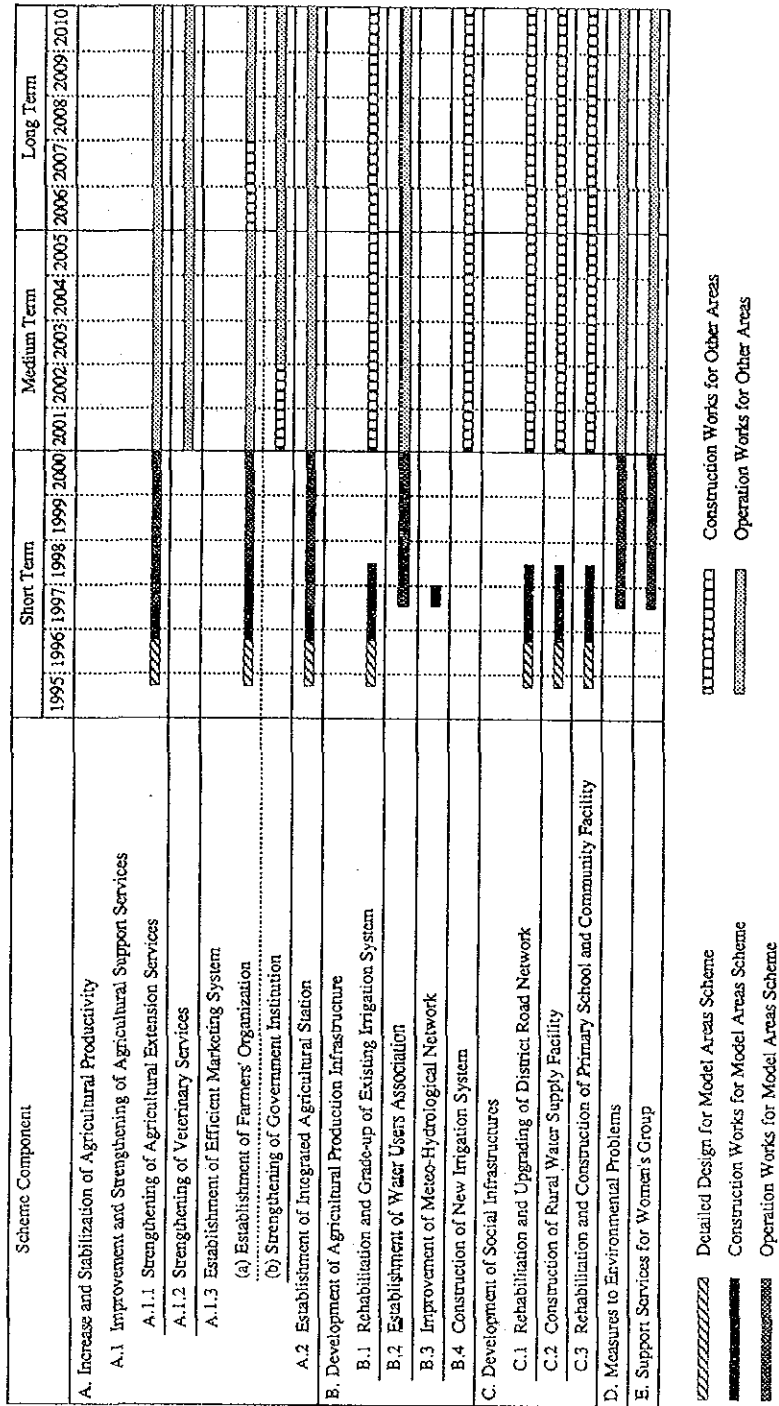 Scheme Component
Short Term
Medium Term
Long Term
1995 1996 1997 1998 1999 2000 2001 2002 2003 2004 2005 2006 2007 2008 2009 2010
A. Increase and Stabilization of Agricultural Productivity
A.1 Improvement and Strengthening of Agricultural Support Services
A.1.1 Strengthening of Agricultural Extension Services
A.1.2 Strengthening of Veterinary Services
A.1.3 Establishment of Efficient Marketing System
(a) Establishment of Farmers' Organization
(b) Strengthening of Government Institution
A.2 Establishment of Integrated Agricultural Station
B. Development of Agricultural Production Infrastructure
B.1 Rehabilitation and Grade-up of Existing Irrigation System
B.2 Establishment of Water Users Association
B.3 Improvement of Meteo-Hydrological Network
B.4 Construction of New Irrigation System
C. Development of Social Infrastructures
C.1 Rehabilitation and Upgrading of District Road Network
C.2 Construction of Rural Water Supply Facility
C.3 Rehabilitation and Construction of Primary School and Community Facility
D. Measures to Environmental Problems
E. Support Services for Women's Group
Detailed Design for Model Areas Scheme
Construction Works for Model Areas Scheme
Operation Works for Model Areas Scheme
Construction Works for Other Areas
Operation Works for Other Areas